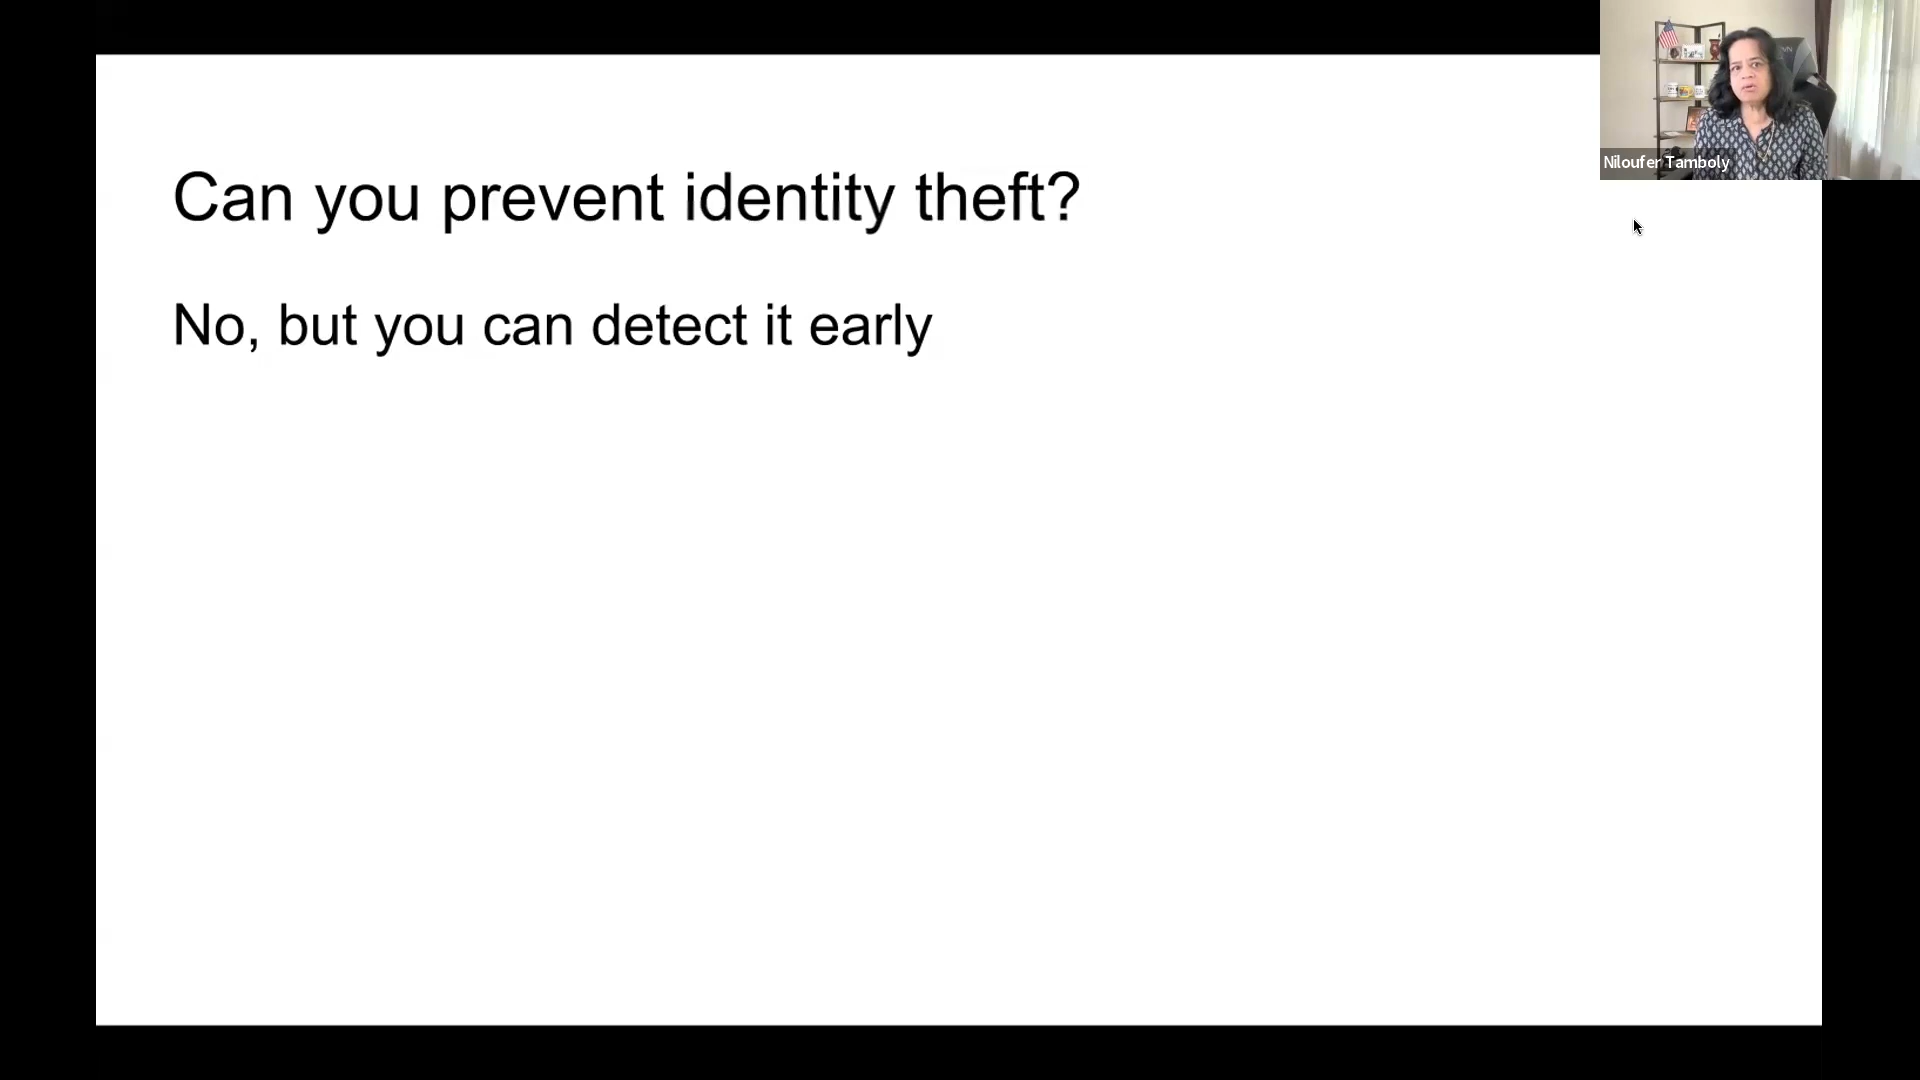 Can you prevent identity theft?
No, but you can detect it early
Niloufer Tamboly